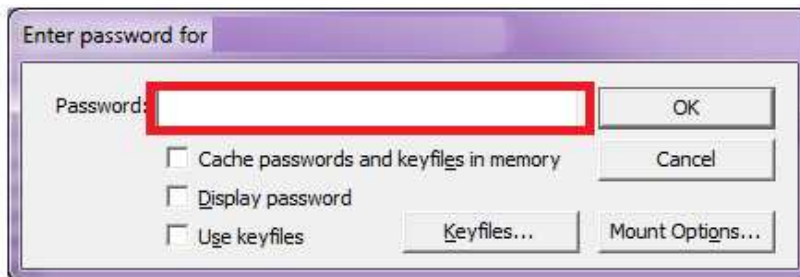 Enter password for
Password: OK
Cache passwords and keyfiles in memory Cancel
Display password
Use keyfiles Keyfiles... Mount Options...